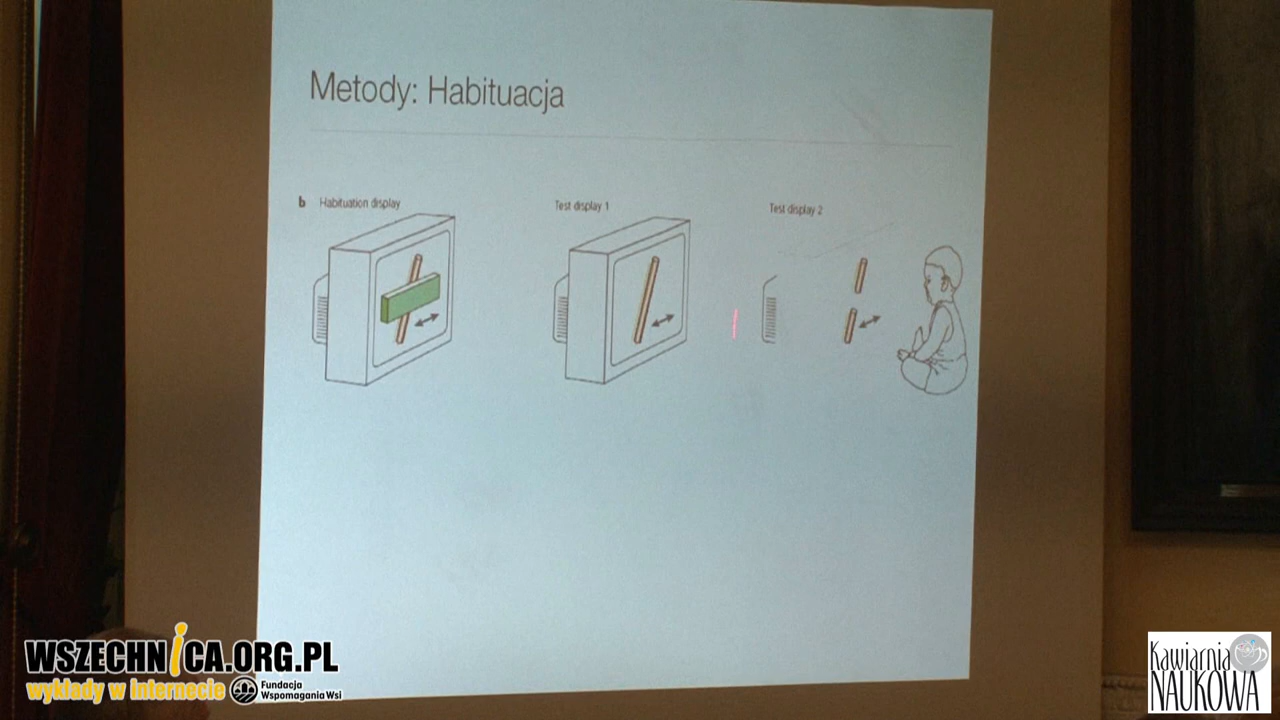 Metody: Habituacja
b Habituation display
Test display 1
Test display 2
WSZECHNICA.ORG.PL
wykłady w internecie
Fundacja
Wspomagania Wsi
Kawiarnia
NAUKOWA